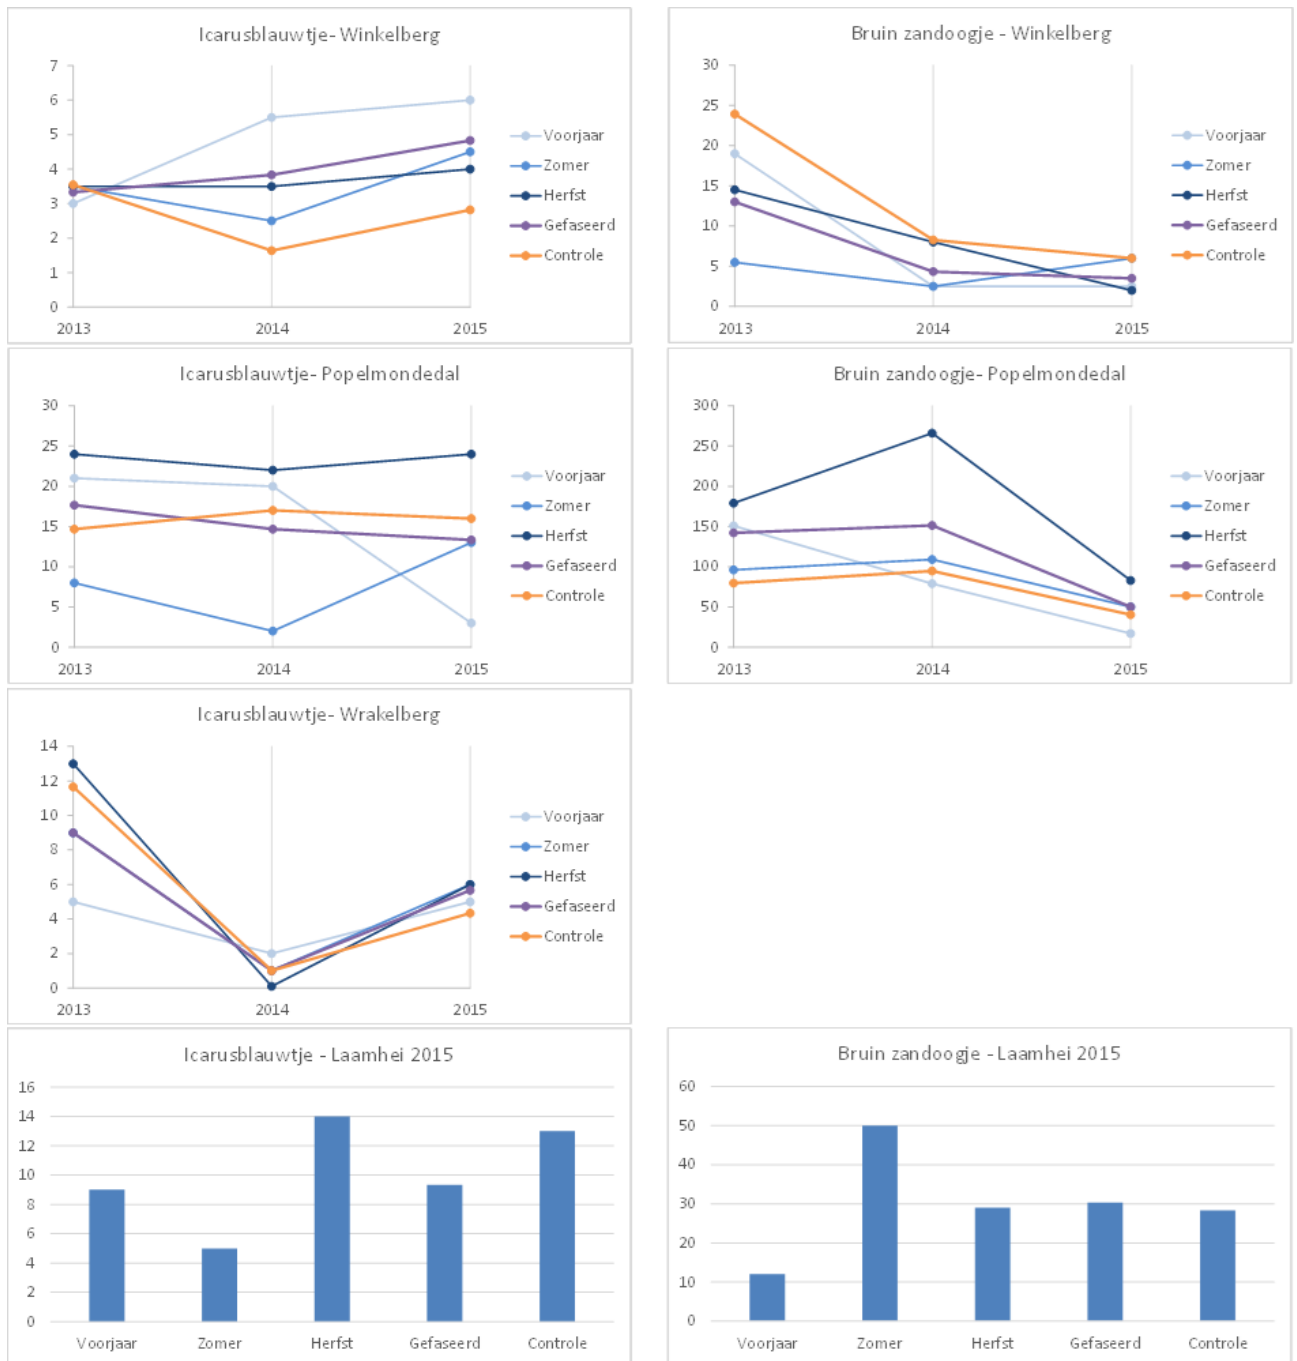 Icarusblauwtje- Winkelberg
7
6
5
4
3
2
1
0
2013 2014 2015
Voorjaar
Zomer
Herfst
Gefaseerd
Controle
Bruin zandoogje - Winkelberg
30
25
20
15
10
5
0
2013 2014 2015
Voorjaar
Zomer
Herfst
Gefaseerd
Controle
Icarusblauwtje- Popelmondedal
30
25
20
15
10
5
0
2013 2014 2015
Voorjaar
Zomer
Herfst
Gefaseerd
Controle
Bruin zandoogje- Popelmondedal
300
250
200
150
100
50
0
2013 2014 2015
Voorjaar
Zomer
Herfst
Gefaseerd
Controle
Icarusblauwtje- Wrakelberg
14
12
10
8
6
4
2
0
2013 2014 2015
Voorjaar
Zomer
Herfst
Gefaseerd
Controle
Icarusblauwtje - Laamhei 2015
16
14
12
10
8
6
4
2
0
Voorjaar Zomer Herfst Gefaseerd Controle
Bruin zandoogje - Laamhei 2015
60
50
40
30
20
10
0
Voorjaar Zomer Herfst Gefaseerd Controle